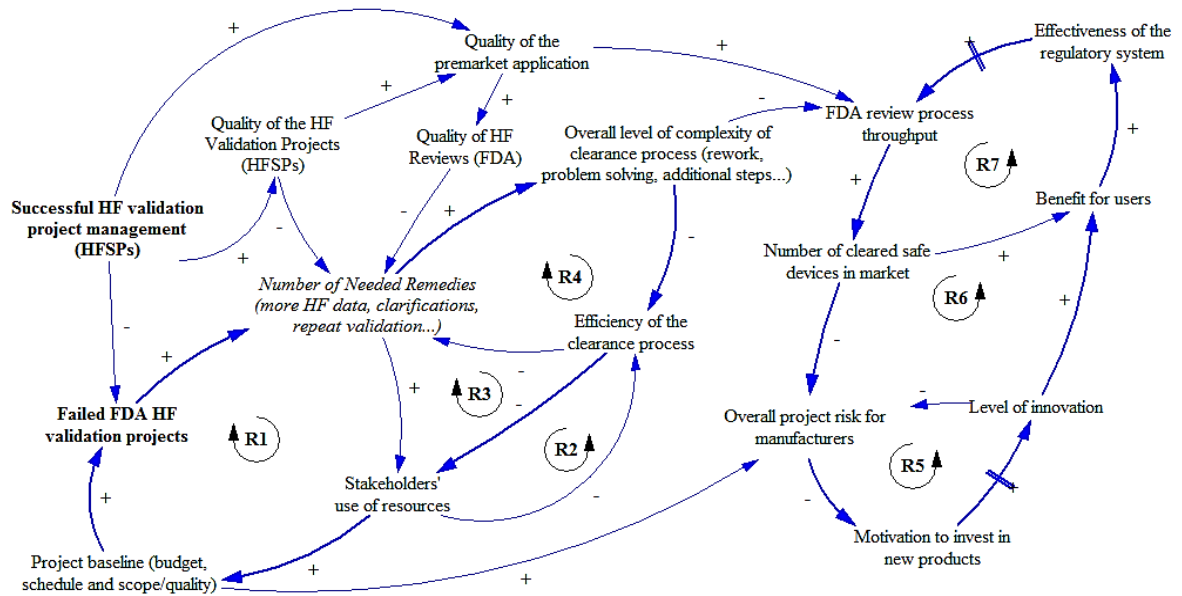 +
Quality of the
premarket application
+
+
Effectiveness of the
regulatory system
+
+
-
Quality of the HF
Validation Projects
(HFSPs)
Quality of HF
Reviews (FDA)
Overall level of complexity of
clearance process (rework,
problem solving, additional steps...)
FDA review process
throughput
R7
+
+
Successful HF validation
project management
(HFSPs)
-
-
+
+
-
Benefit for users
+
Number of cleared safe
devices in market
+
Number of Needed Remedies
(more HF data, clarifications,
repeat validation...)
R4
R6
+
-
Efficiency of the
clearance process
-
+
-
+
R3
-
-
Failed FDA HF
validation projects
R1
R2
Overall project risk for
manufacturers
Level of innovation
R5
+
Stakeholders'
use of resources
-
-
+
Project baseline (budget,
schedule and scope/quality)
+
+
Motivation to invest in
new products